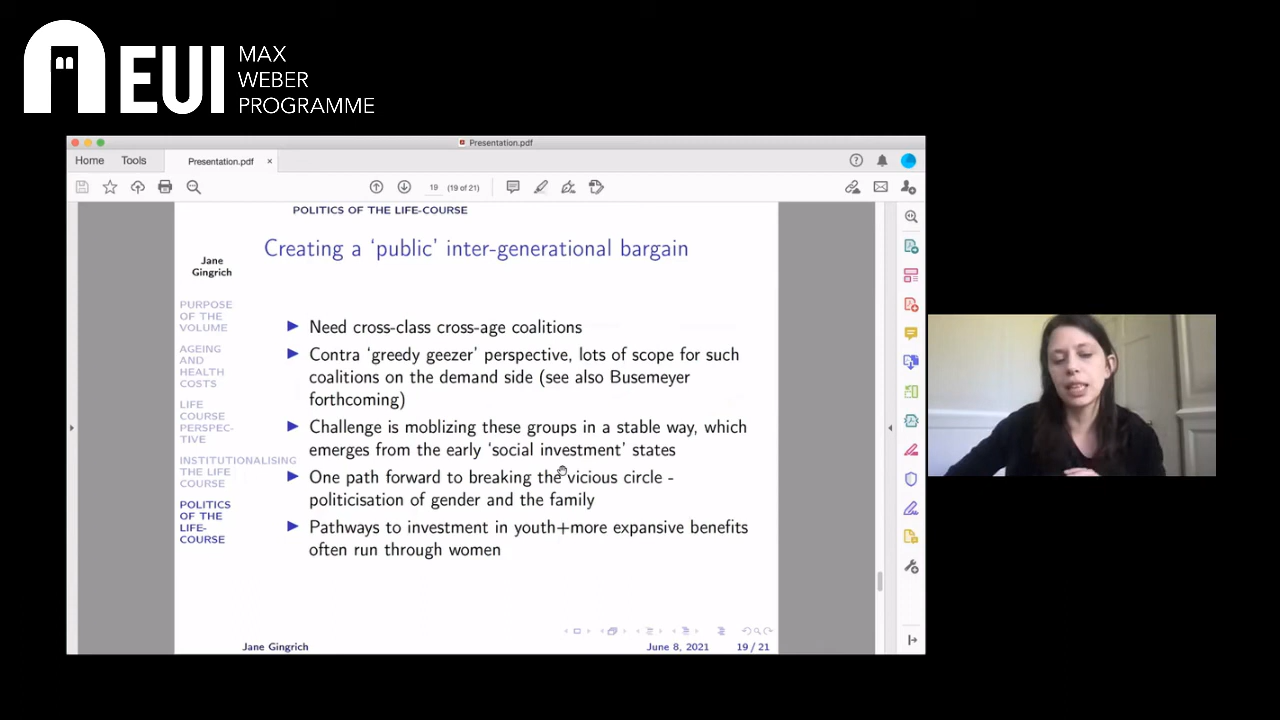 EUI
MAX
WEBER
PROGRAMME
Presentation.pdf
Home
Tools
Presentation.pdf
×
19
(19 of 21)
POLITICS OF THE LIFE-COURSE
Creating a ‘public’ inter-generational bargain
Jane
Gingrich
PURPOSE
OF THE
VOLUME
AGEING
AND
HEALTH
COSTS
LIFE
COURSE
PERSPEC-
TIVE
INSTITUTIONALISING
THE LIFE
COURSE
POLITICS
OF THE
LIFE-
COURSE
Need cross-class cross-age coalitions
Contra ‘greedy geezer’ perspective, lots of scope for such
coalitions on the demand side (see also Busemeyer
forthcoming)
Challenge is moblizing these groups in a stable way, which
emerges from the early ‘social investment’ states
One path forward to breaking the vicious circle -
politicisation of gender and the family
Pathways to investment in youth+more expansive benefits
often run through women
Jane Gingrich
June 8, 2021
19 / 21